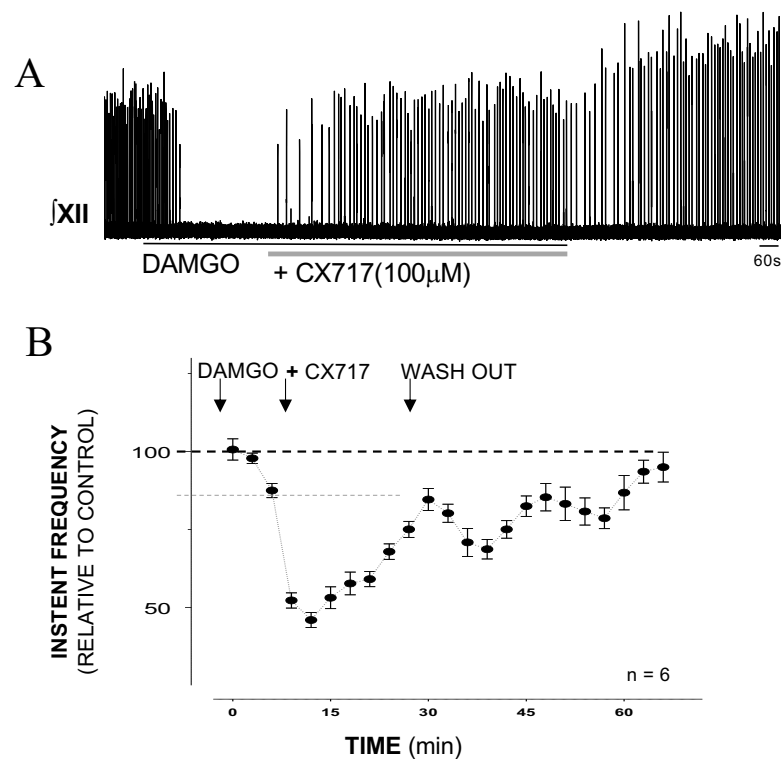 A
∫XII
DAMGO
60s
+ CX717(100μM)
B
DAMGO + CX717 WASH OUT
100
50
INSTENT FREQUENCY
(RELATIVE TO CONTROL)
n = 6
0 15 30 45 60
TIME (min)